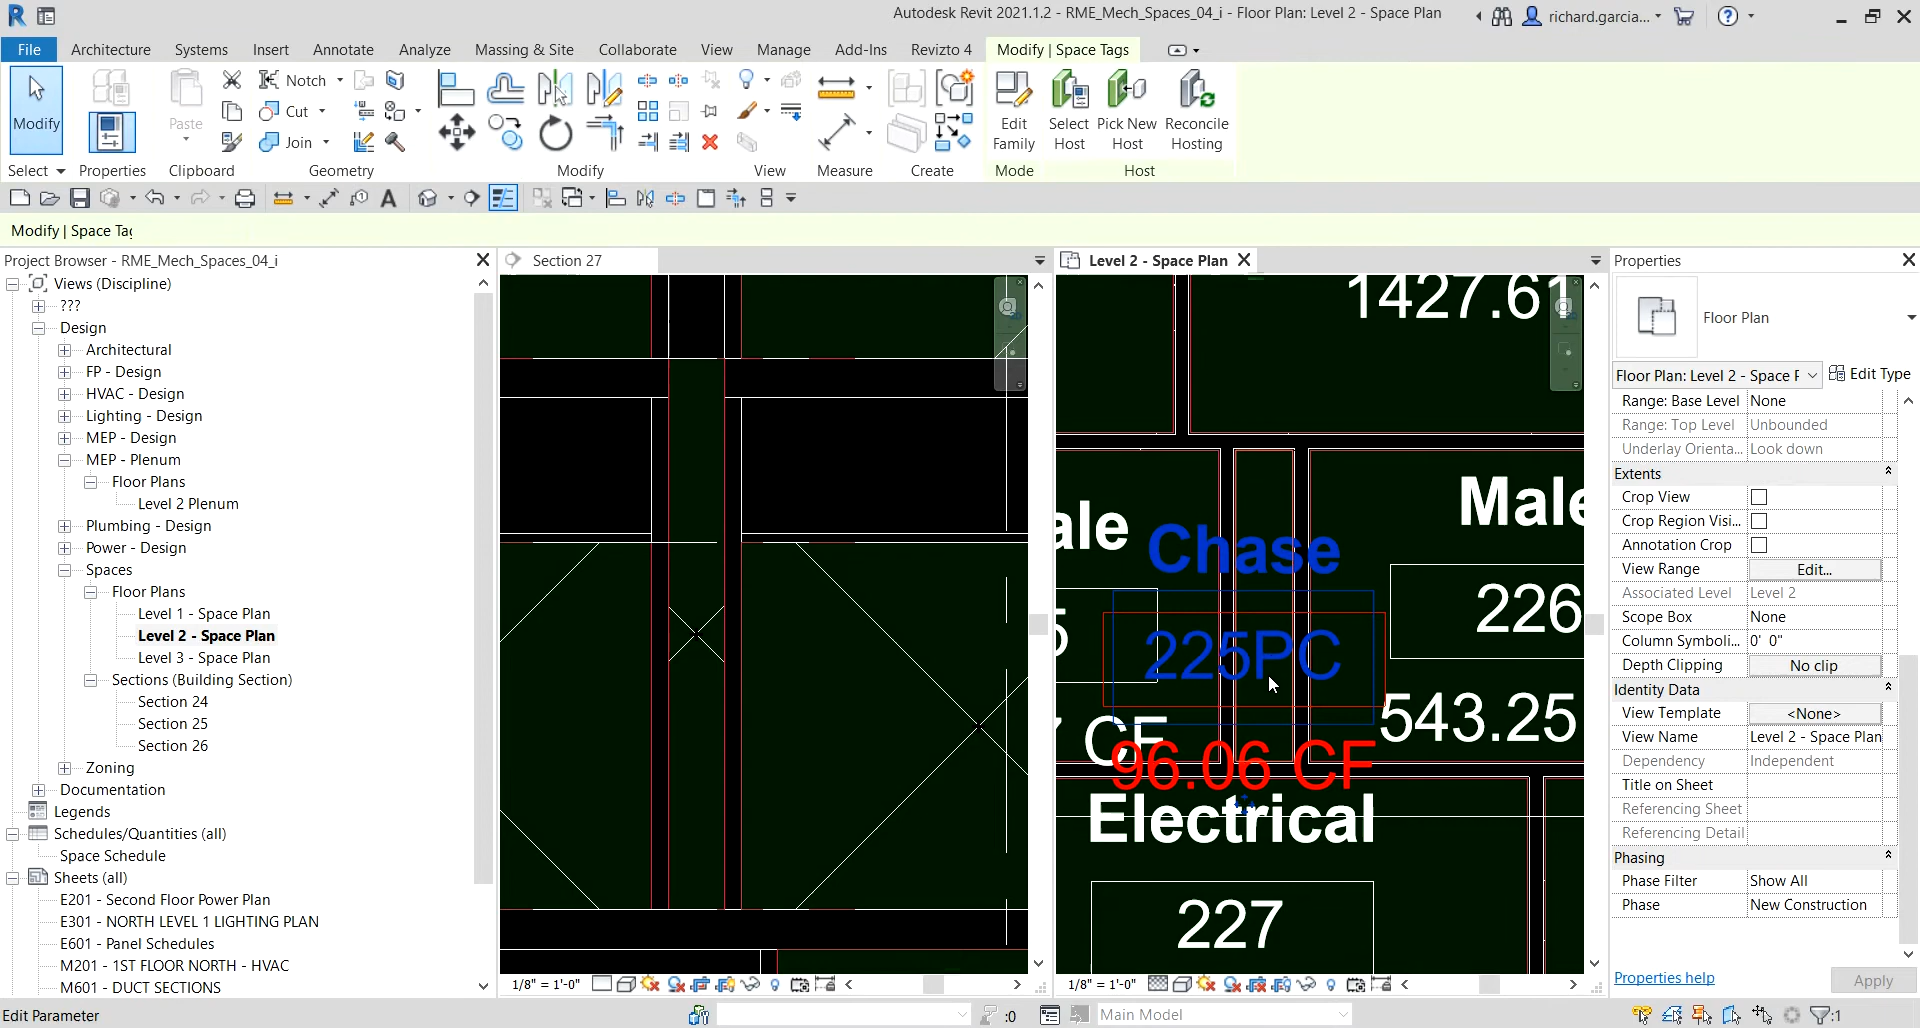 Autodesk Revit 2021.1.2 - RME_Mech_Spaces_04_i - Floor Plan: Level 2 - Space Plan
richard.garcia...
File Architecture Systems Insert Annotate Analyze Massing & Site Collaborate View Manage Add-Ins Revizto 4 Modify | Space Tags
Modify
Paste
Notch
Cut
Join
Edit Family
Select Host
Pick New Host
Reconcile Hosting
Select Properties Clipboard Geometry Modify View Measure Create Mode Host
Modify | Space Tag
Project Browser - RME_Mech_Spaces_04_i
Views (Discipline)
???
Design
Architectural
FP - Design
HVAC - Design
Lighting - Design
MEP - Design
MEP - Plenum
Floor Plans
Level 2 Plenum
Plumbing - Design
Power - Design
Spaces
Floor Plans
Level 1 - Space Plan
Level 2 - Space Plan
Level 3 - Space Plan
Sections (Building Section)
Section 24
Section 25
Section 26
Zoning
Documentation
Legends
Schedules/Quantities (all)
Space Schedule
Sheets (all)
E201 - Second Floor Power Plan
E301 - NORTH LEVEL 1 LIGHTING PLAN
E601 - Panel Schedules
M201 - 1ST FLOOR NORTH - HVAC
M601 - DUCT SECTIONS
Section 27
1/8" = 1'-0"
Level 2 - Space Plan
1427.61
ale
Male
Chase
5
225PC
226
543.25
CF
96.06 CF
Electrical
227
1/8" = 1'-0"
Properties
Floor Plan
Floor Plan: Level 2 - Space F
Edit Type
Range: Base Level None
Range: Top Level Unbounded
Underlay Orienta... Look down
Extents
Crop View
Crop Region Visi...
Annotation Crop
View Range Edit...
Associated Level Level 2
Scope Box None
Column Symboli... 0' 0"
Depth Clipping No clip
Identity Data
View Template <None>
View Name Level 2 - Space Plan
Dependency Independent
Title on Sheet
Referencing Sheet
Referencing Detail
Phasing
Phase Filter Show All
Phase New Construction
Properties help
Apply
Edit Parameter
:0
Main Model
:1